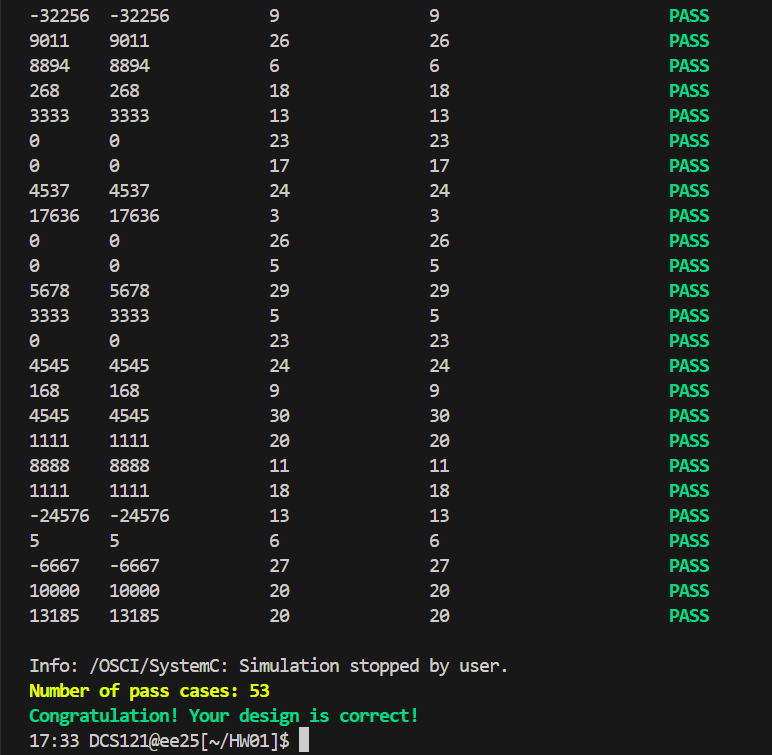 -32256 -32256 9 9 PASS
9011 9011 26 26 PASS
8894 8894 6 6 PASS
268 268 18 18 PASS
3333 3333 13 13 PASS
0 0 23 23 PASS
0 0 17 17 PASS
4537 4537 24 24 PASS
17636 17636 3 3 PASS
0 0 26 26 PASS
0 0 5 5 PASS
5678 5678 29 29 PASS
3333 3333 5 5 PASS
0 0 23 23 PASS
4545 4545 24 24 PASS
168 168 9 9 PASS
4545 4545 30 30 PASS
1111 1111 20 20 PASS
8888 8888 11 11 PASS
1111 1111 18 18 PASS
-24576 -24576 13 13 PASS
5 5 6 6 PASS
-6667 -6667 27 27 PASS
10000 10000 20 20 PASS
13185 13185 20 20 PASS
Info: /OSCI/SystemC: Simulation stopped by user.
Number of pass cases: 53
Congratulation! Your design is correct!
17:33 DCS121@ee25[~/HW01]$